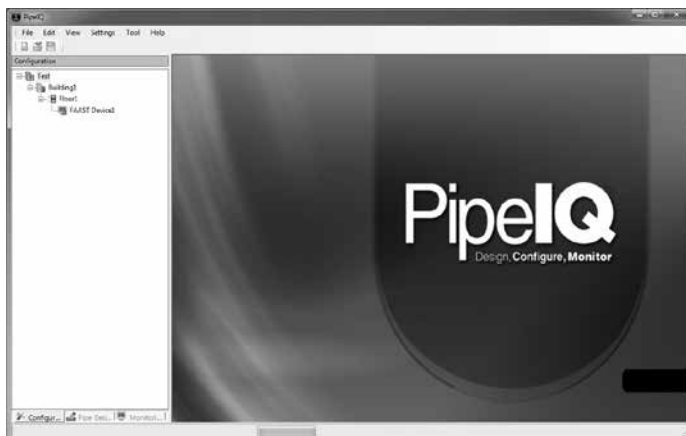 PipeIQ
File Edit View Settings Tool Help
Configuration
Test
Building1
Floor1
FAAST Device1
PipeIQ
Design, Configure, Monitor
Configur... Pipe Des... Monitori...